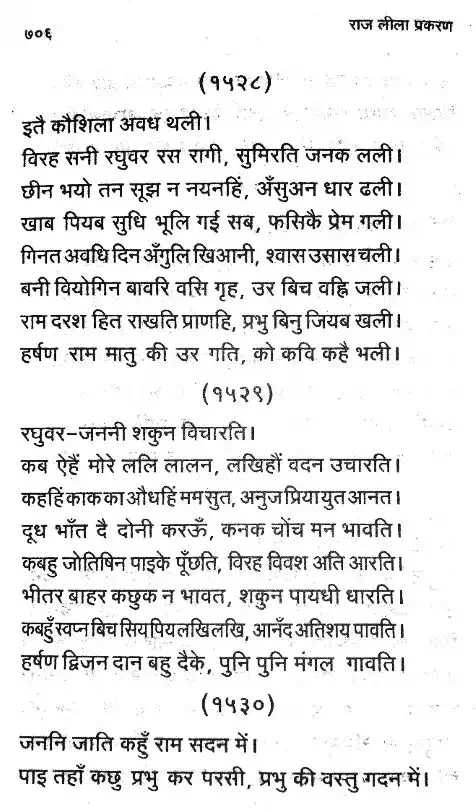 ७०६
राज लीला प्रकरण
(१५२८)
इतै कौशिला अवध थली।
विरह सनी रघुवर रस रागी, सुमिरति जनक लली।
छीन भयो तन सूझ न नयनहिं, अँसुअन धार ढली।
खाब पियब सुधि भूलि गई सब, फसिकै प्रेम गली।
गिनत अवधि दिन अँगुलि खिआनी, श्वास उसास चली।
बनी वियोगिन बावरि वसि गृह, उर बिच वह्नि जली।
राम दरश हित राखति प्राणहि, प्रभु बिनु जियब खली।
हर्षण राम मातु की उर गति, को कवि कहै भली।
(१५२९)
रघुवर-जननी शकुन विचारति।
कब ऐहैं मोरे ललि लालन, लखिहौं वदन उचारति।
कहहिं काक का औधहिं मम सुत, अनुज प्रिया युत आनत।
दूध भाँत दै दोनी करऊँ, कनक चोंच मन भावति।
कबहु जोतिषिन पाइके पूँछति, विरह विवश अति आरति।
भीतर बाहर कछुक न भावत, शकुन पायधी धारति।
कबहुँ स्वप्न बिच सिय पिय लखि लखि, आनँद अतिशय पावति।
हर्षण द्विजन दान बहु दैके, पुनि पुनि मंगल गावति।
(१५३०)
जननि जाति कहुँ राम सदन में।
पाइ तहाँ कछु प्रभु कर परसी, प्रभु की वस्तु गदन में।